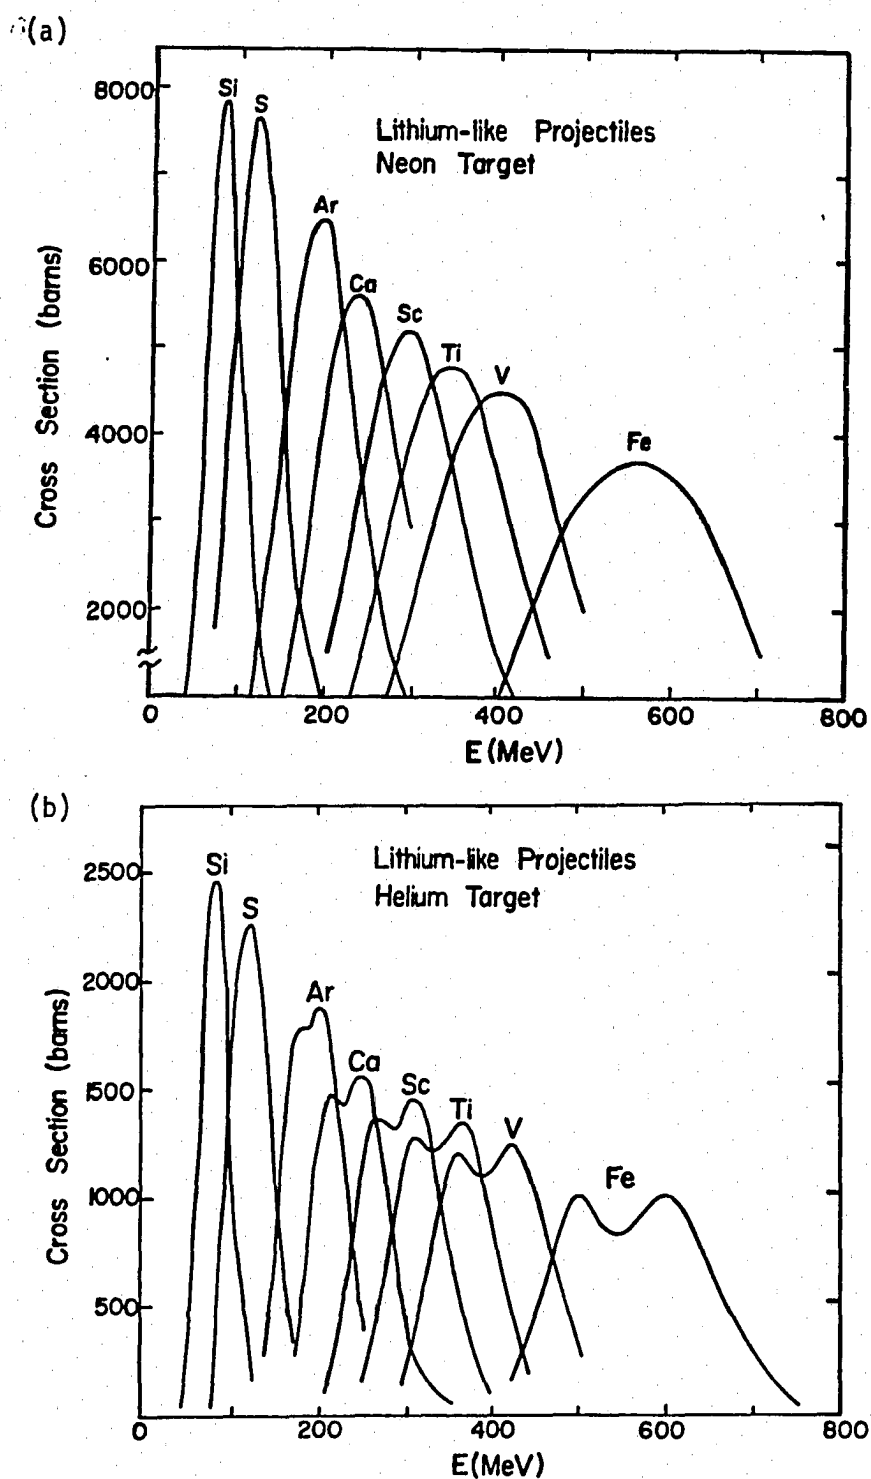 (a)
8000
6000
4000
2000
Cross Section (barns)
Si
S
Ar
Ca
Sc
Ti
V
Fe
Lithium-like Projectiles
Neon Target
0
200
400
600
800
E(MeV)
(b)
2500
2000
1500
1000
500
Cross Section (barns)
Si
S
Ar
Ca
Sc
Ti
V
Fe
Lithium-like Projectiles
Helium Target
0
200
400
600
800
E(MeV)